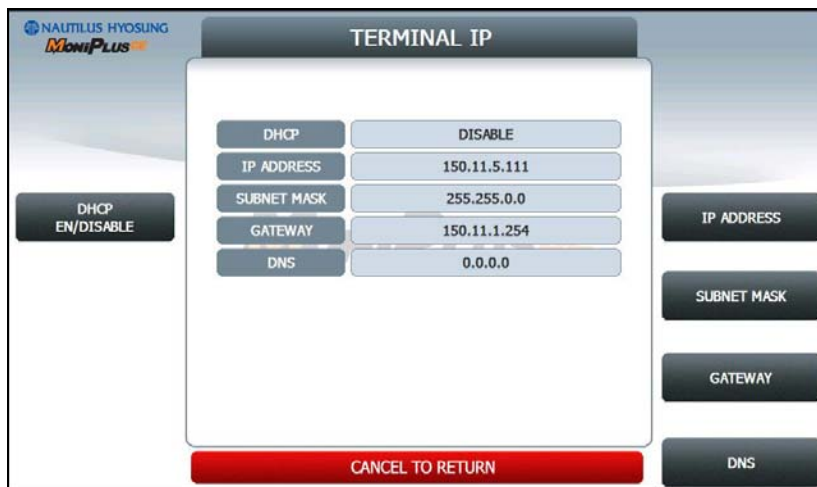 NAUTILUS HYOSUNG
MoniPlus
TERMINAL IP
DHCP DISABLE
IP ADDRESS 150.11.5.111
SUBNET MASK 255.255.0.0
GATEWAY 150.11.1.254
DNS 0.0.0.0
DHCP
EN/DISABLE
IP ADDRESS
SUBNET MASK
GATEWAY
DNS
CANCEL TO RETURN